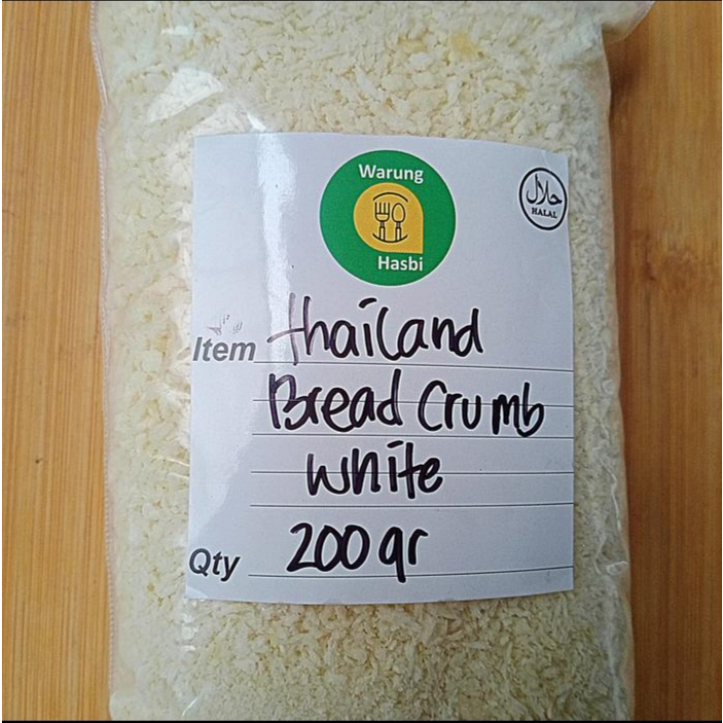 Warung
Hasbi
حلال
HALAL
Item thailand
Bread Crumb
white
Qty 200 gr